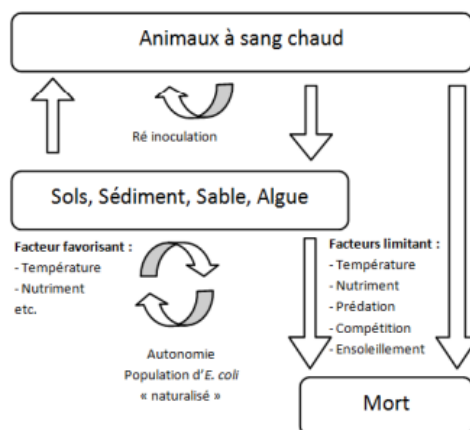 Animaux à sang chaud
Ré inoculation
Sols, Sédiment, Sable, Algue
Facteur favorisant :
- Température
- Nutriment
etc.
Facteurs limitant :
- Température
- Nutriment
- Prédation
- Compétition
- Ensoleillement
Autonomie
Population d'E. coli
« naturalisé »
Mort